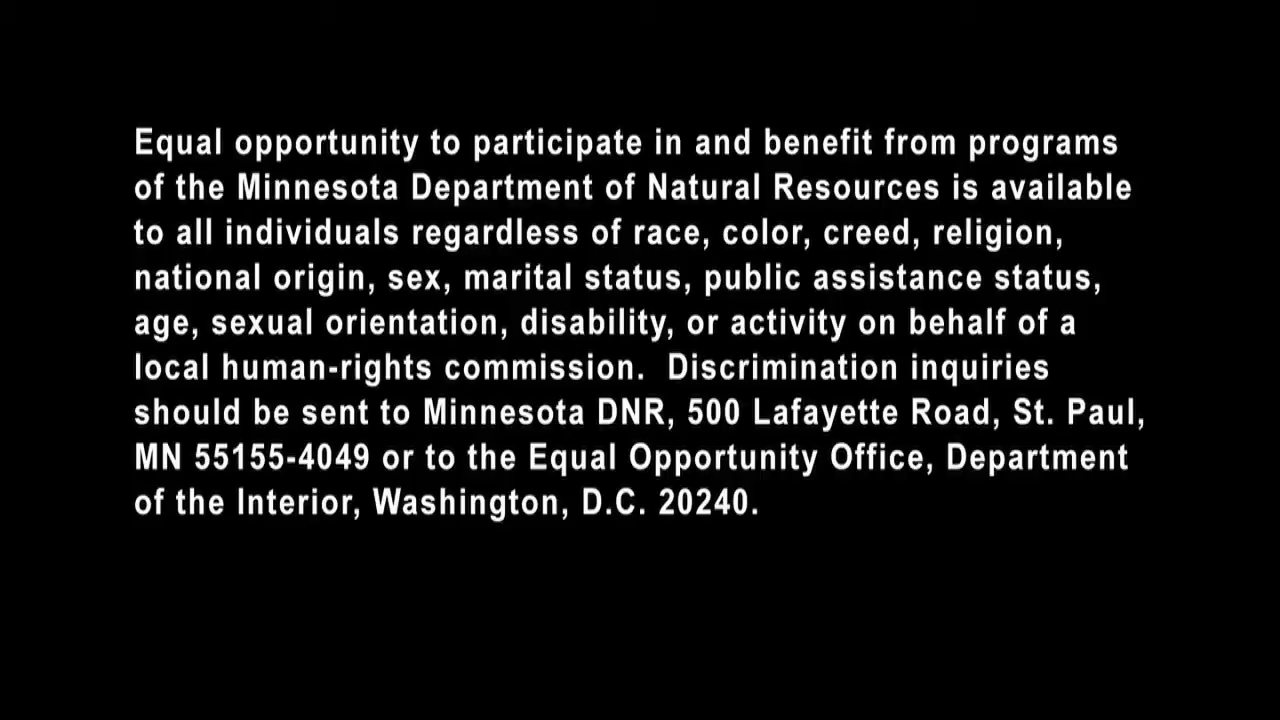 Equal opportunity to participate in and benefit from programs
of the Minnesota Department of Natural Resources is available
to all individuals regardless of race, color, creed, religion,
national origin, sex, marital status, public assistance status,
age, sexual orientation, disability, or activity on behalf of a
local human-rights commission.  Discrimination inquiries
should be sent to Minnesota DNR, 500 Lafayette Road, St. Paul,
MN 55155-4049 or to the Equal Opportunity Office, Department
of the Interior, Washington, D.C. 20240.